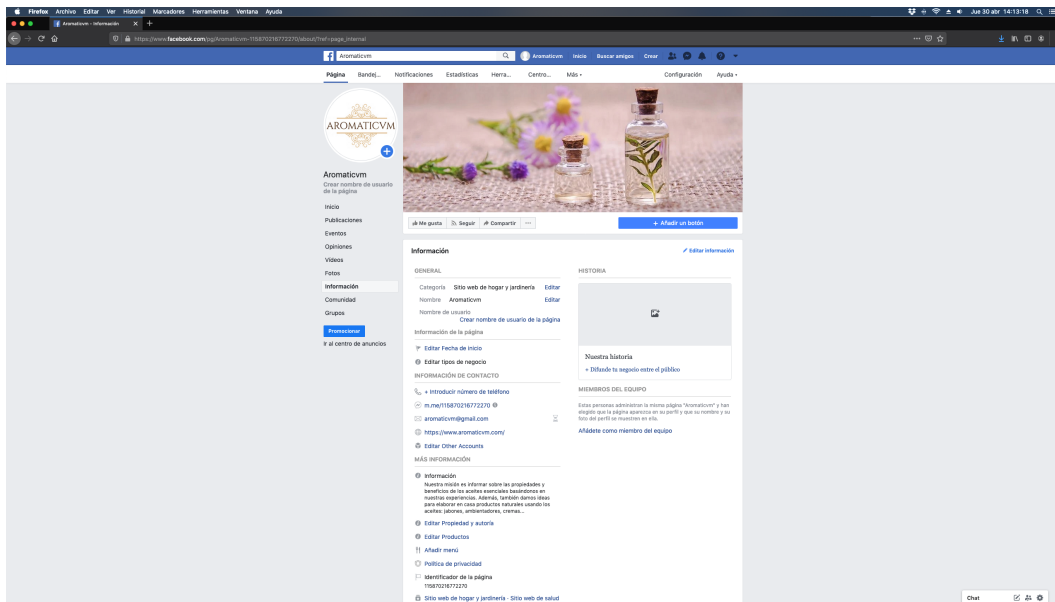 Firefox Archivo Editar Ver Historial Marcadores Herramientas Ventana Ayuda
Jue 30 abr 14:13:18
Aromaticvm - Información
https://www.facebook.com/pg/Aromaticvm-115870216772270/about/?ref=page_internal
Aromaticvm
Aromaticvm Inicio Buscar amigos Crear
Página Bandej... Notificaciones Estadísticas Herra... Centro... Más Configuración Ayuda
AROMATICVM
Aromaticvm
Crear nombre de usuario
de la página
Inicio
Publicaciones
Eventos
Opiniones
Vídeos
Fotos
Información
Comunidad
Grupos
Promocionar
Ir al centro de anuncios
Me gusta Seguir Compartir ...
+ Añadir un botón
Información
Editar información
GENERAL
Categoría Sitio web de hogar y jardinería Editar
Nombre Aromaticvm Editar
Nombre de usuario
Crear nombre de usuario de la página
Información de la página
Editar Fecha de inicio
Editar tipos de negocio
INFORMACIÓN DE CONTACTO
+ Introducir número de teléfono
m.me/115870216772270
aromaticvm@gmail.com
https://www.aromaticvm.com/
Editar Other Accounts
MÁS INFORMACIÓN
Información
Nuestra misión es informar sobre las propiedades y
beneficios de los aceites esenciales basándonos en
nuestras experiencias. Además, también damos ideas
para elaborar en casa productos naturales usando los
aceites: jabones, ambientadores, cremas...
Editar Propiedad y autoría
Editar Productos
Añadir menú
Política de privacidad
Identificador de la página
115870216772270
Sitio web de hogar y jardinería · Sitio web de salud
HISTORIA
Nuestra historia
+ Difunde tu negocio entre el público
MIEMBROS DEL EQUIPO
Estas personas administran la misma página "Aromaticvm" y han
elegido que la página aparezca en su perfil y que su nombre y su
foto del perfil se muestren en ella.
Añádete como miembro del equipo
Chat